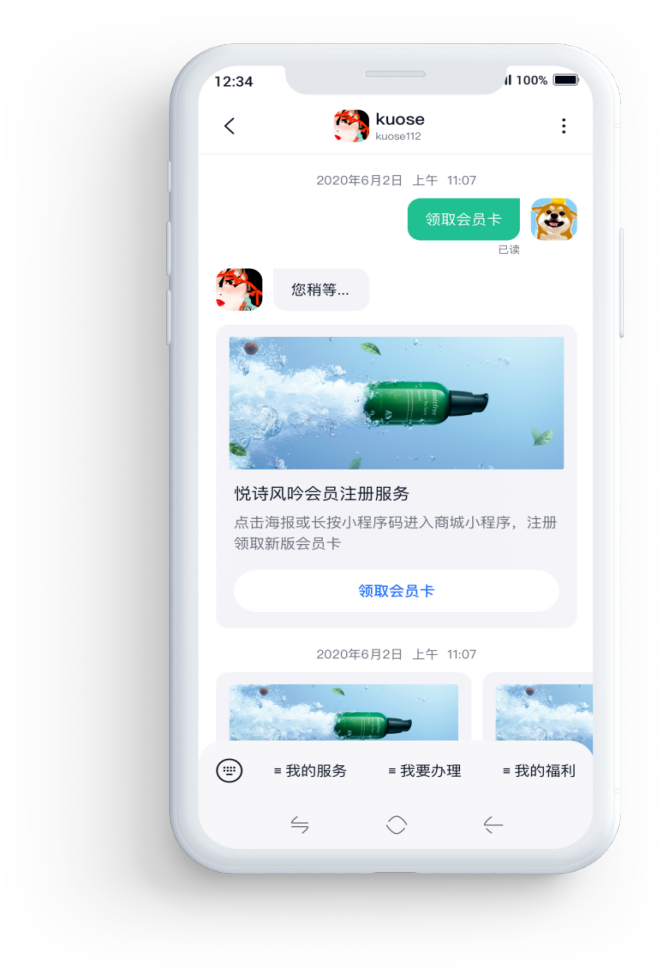 12:34
100%
kuose
kuose112
2020年6月2日 上午 11:07
领取会员卡
已读
您稍等...
悦诗风吟会员注册服务
点击海报或长按小程序码进入商城小程序，注册
领取新版会员卡
领取会员卡
2020年6月2日 上午 11:07
≡ 我的服务
≡ 我要办理
≡ 我的福利